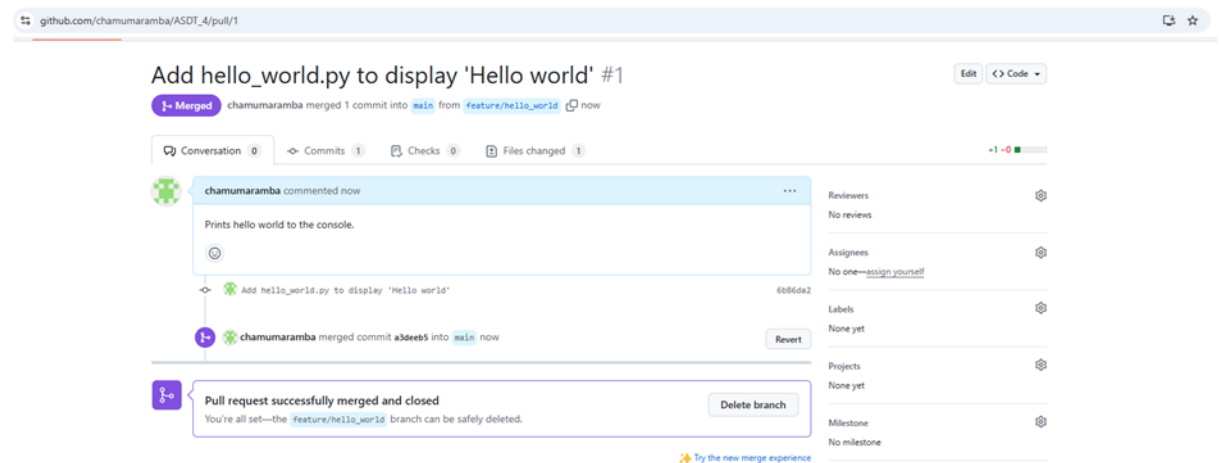 github.com/chamumaramba/ASDT_4/pull/1
Add hello_world.py to display 'Hello world' #1
Edit
<> Code
Merged
chamumaramba merged 1 commit into main from feature/hello_world now
Conversation 0
Commits 1
Checks 0
Files changed 1
+1 −0
chamumaramba commented now
Prints hello world to the console.
Add hello_world.py to display 'Hello world'
6b86da2
chamumaramba merged commit a3deeb5 into main now
Revert
Pull request successfully merged and closed
You're all set—the feature/hello_world branch can be safely deleted.
Delete branch
Try the new merge experience
Reviewers
No reviews
Assignees
No one—assign yourself
Labels
None yet
Projects
None yet
Milestone
No milestone